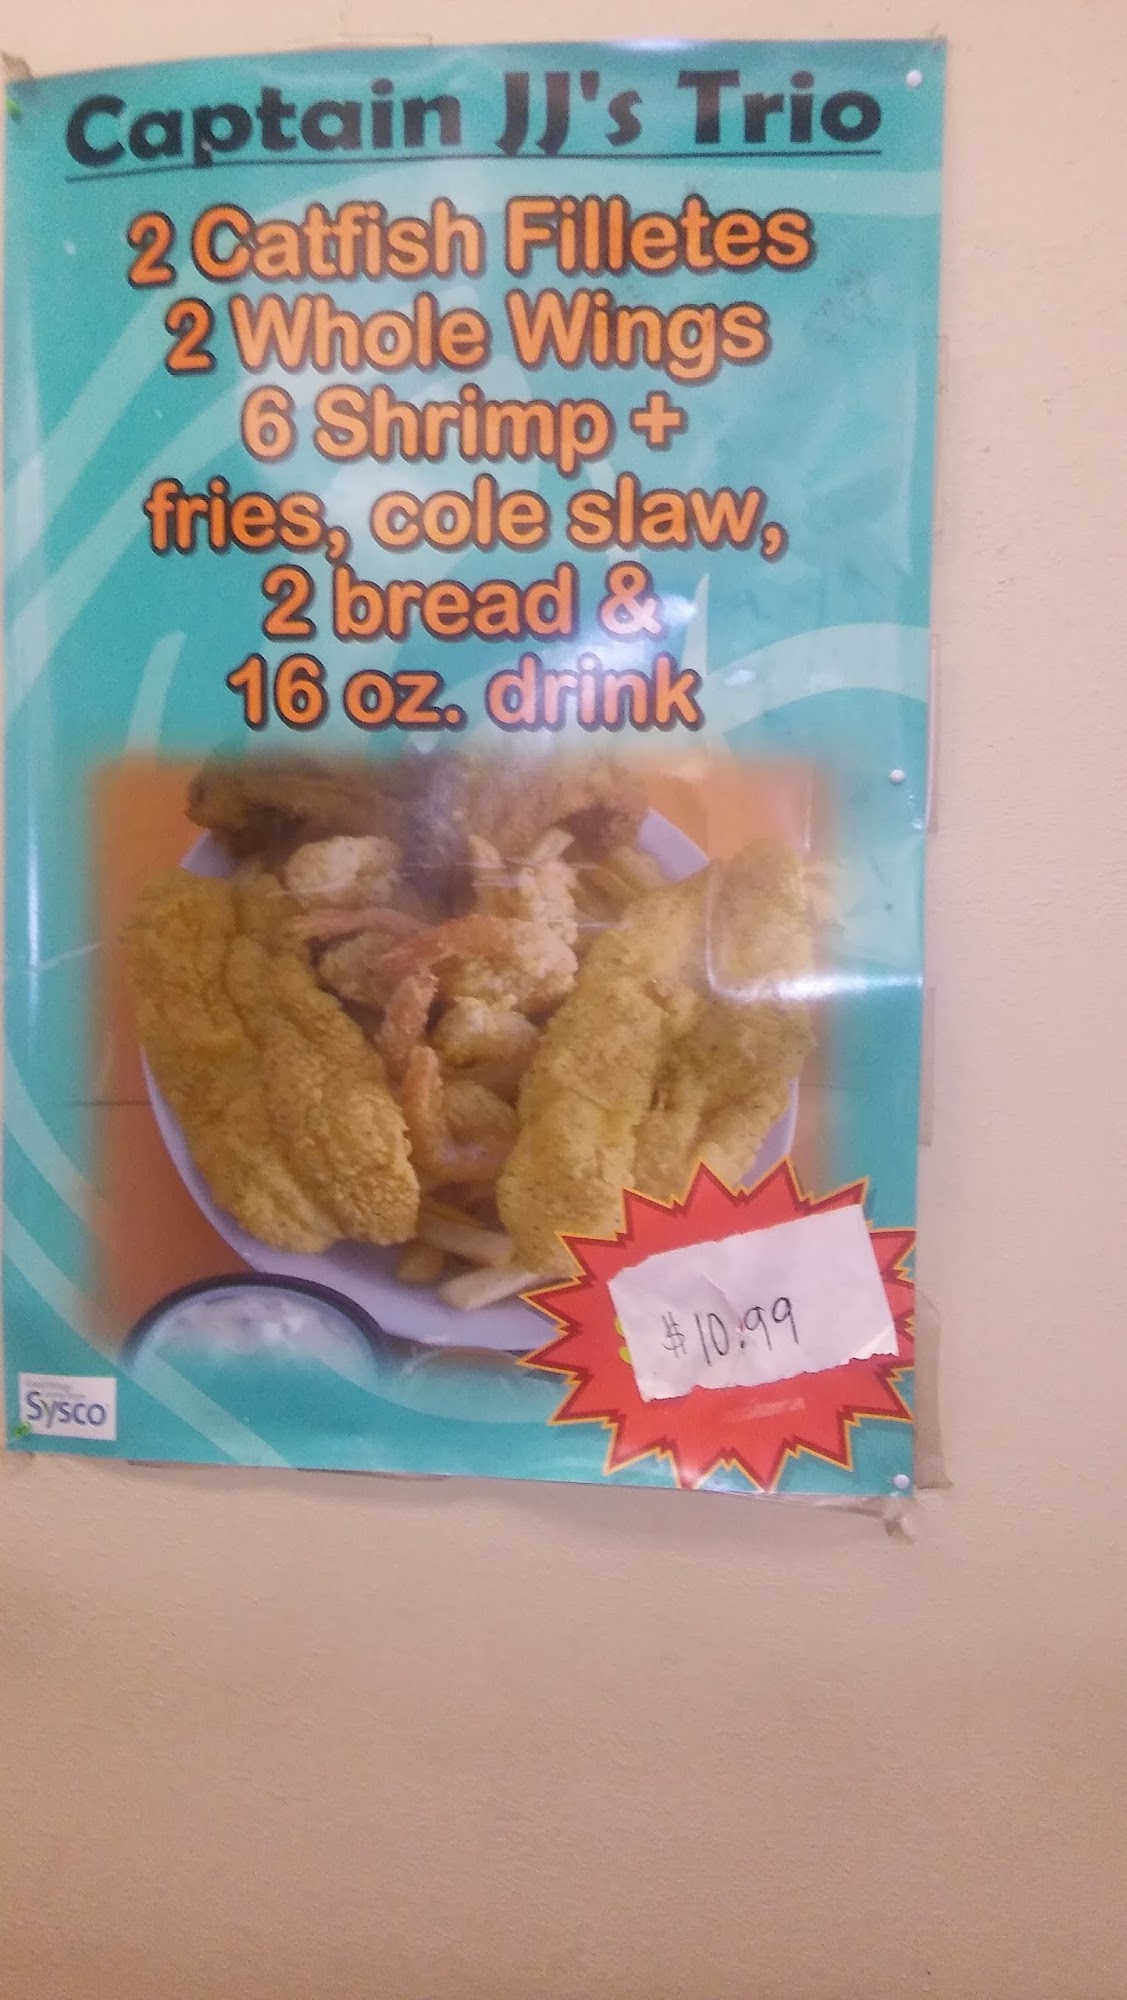 Captain JJ's Trio
2 Catfish Filletes
2 Whole Wings
6 Shrimp +
fries, cole slaw,
2 bread &
16 oz. drink
$10.99
Sysco